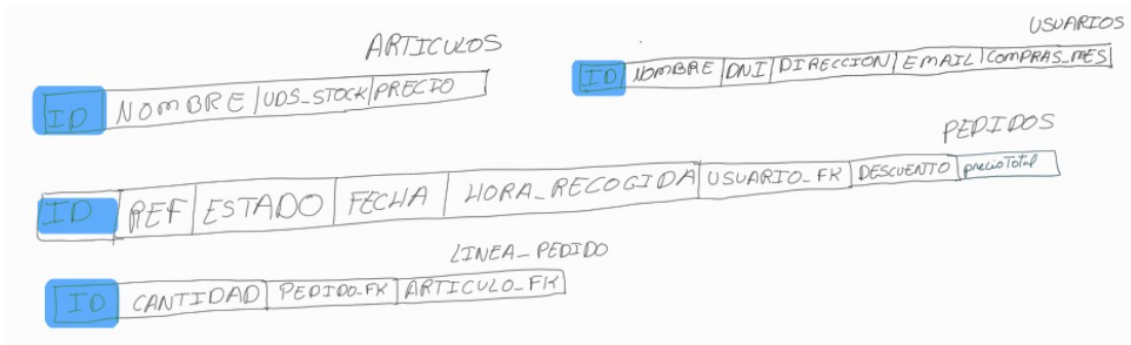 ARTICULOS
ID NOMBRE UDS_STOCK PRECIO
USUARIOS
ID NOMBRE DNI DIRECCION EMAIL COMPRAS_MES
PEDIDOS
ID REF ESTADO FECHA HORA_RECOGIDA USUARIO_FK DESCUENTO precioTotal
LINEA_PEDIDO
ID CANTIDAD PEDIDO_FK ARTICULO_FK